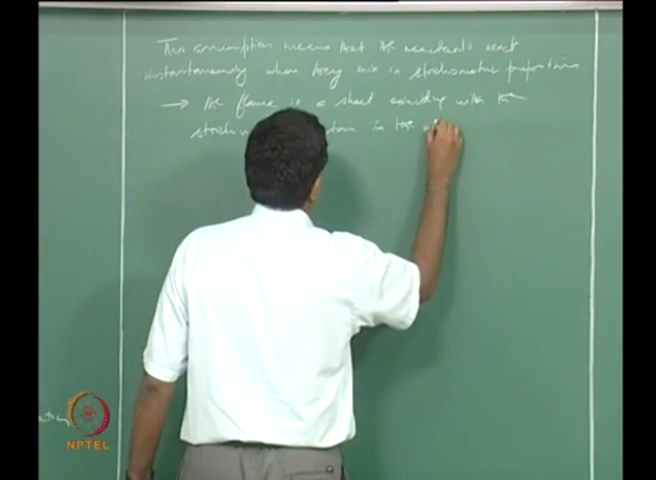 This assumption means that the reactants react
instantaneously when they mix in stoichiometric proportions
→ the flame is a sheet coinciding with the
in the
NPTEL